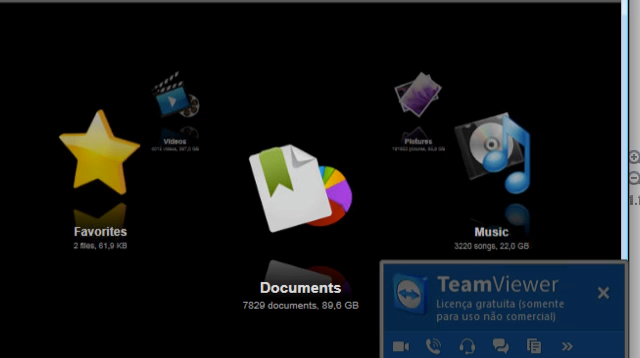 Videos
Pictures
Favorites
2 files, 61,9 KB
Music
3220 songs, 22,0 GB
Documents
7829 documents, 89,6 GB
TeamViewer
Licença gratuita (somente
para uso não comercial)